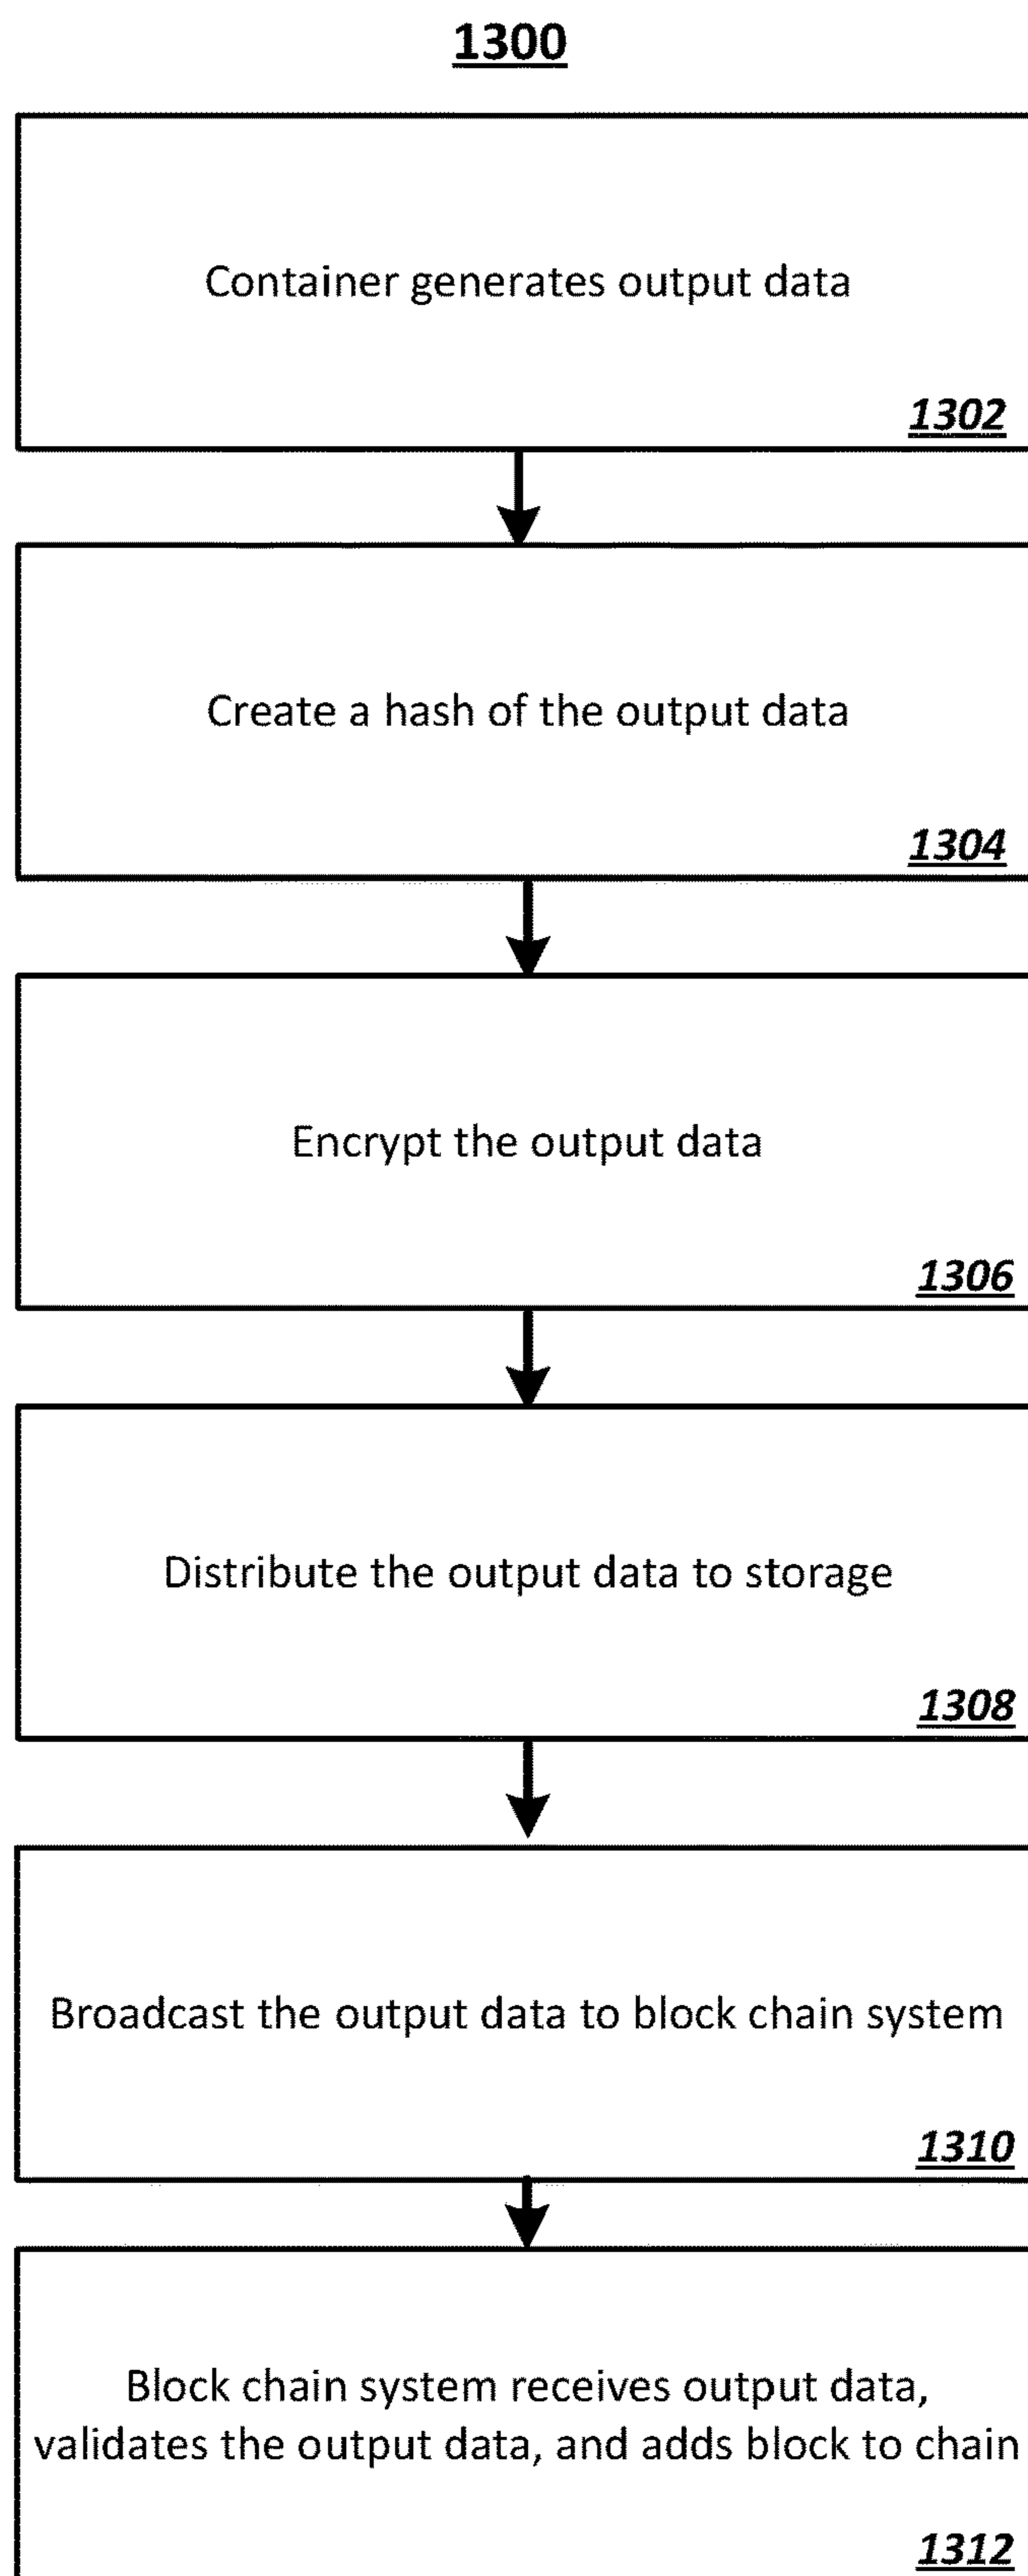 1300
Container generates output data
1302
Create a hash of the output data
1304
Encrypt the output data
1306
Distribute the output data to storage
1308
Broadcast the output data to block chain system
1310
Block chain system receives output data,
validates the output data, and adds block to chain
1312